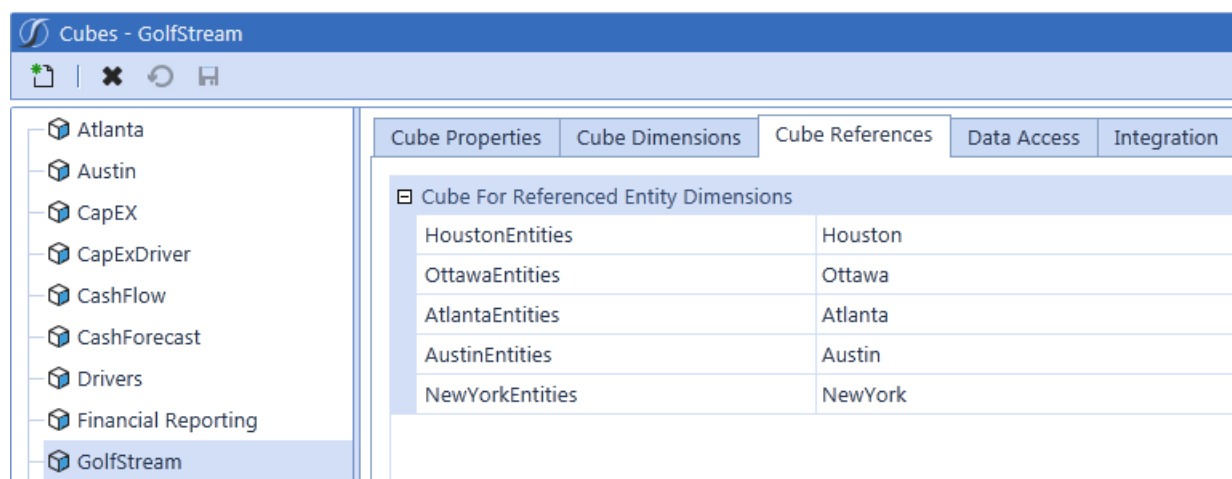 Cubes - GolfStream
Atlanta
Austin
CapEX
CapExDriver
CashFlow
CashForecast
Drivers
Financial Reporting
GolfStream
Cube Properties Cube Dimensions Cube References Data Access Integration
Cube For Referenced Entity Dimensions
HoustonEntities Houston
OttawaEntities Ottawa
AtlantaEntities Atlanta
AustinEntities Austin
NewYorkEntities NewYork